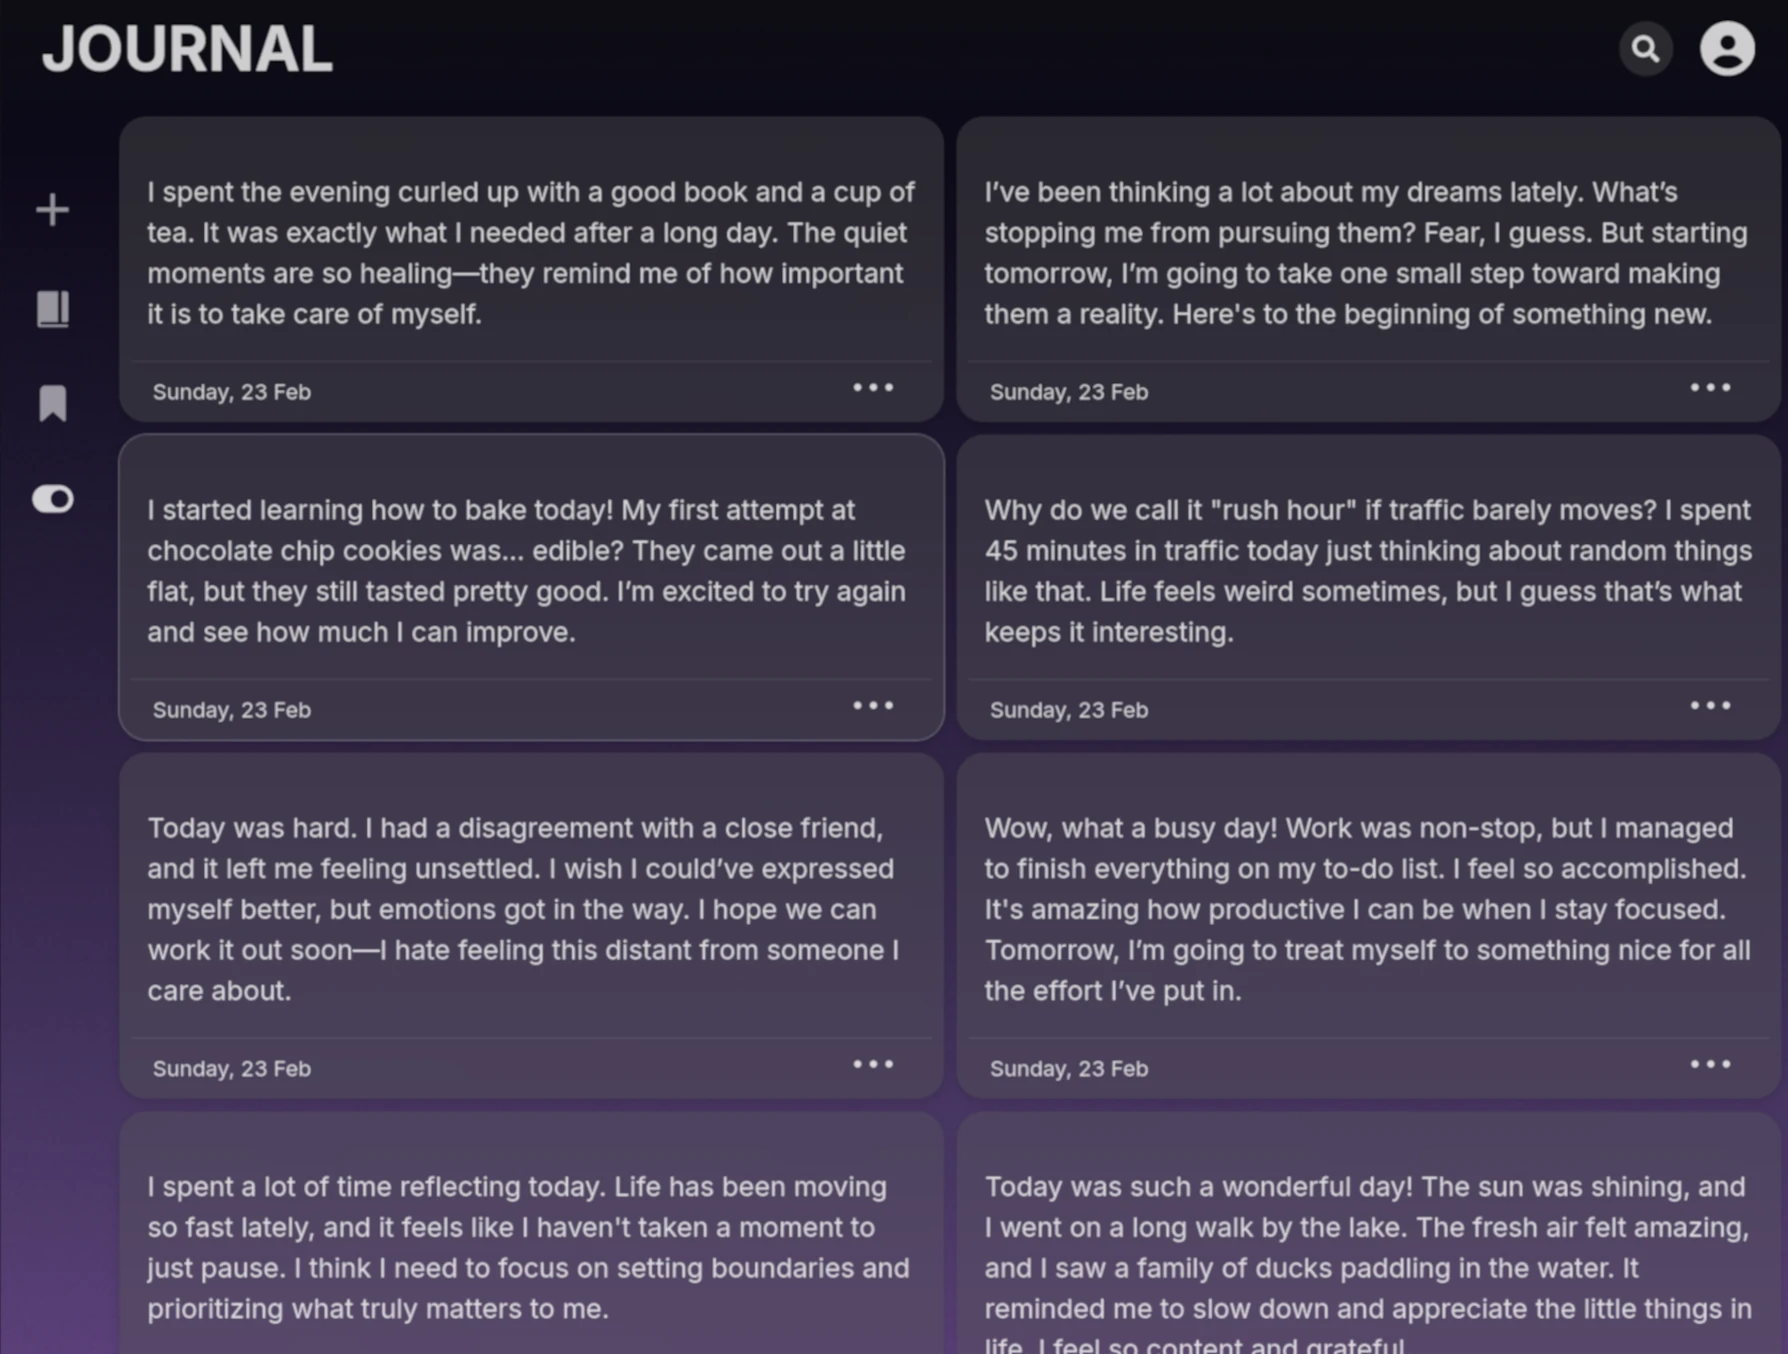 JOURNAL
I spent the evening curled up with a good book and a cup of
tea. It was exactly what I needed after a long day. The quiet
moments are so healing—they remind me of how important
it is to take care of myself.
Sunday, 23 Feb
I’ve been thinking a lot about my dreams lately. What’s
stopping me from pursuing them? Fear, I guess. But starting
tomorrow, I’m going to take one small step toward making
them a reality. Here's to the beginning of something new.
Sunday, 23 Feb
I started learning how to bake today! My first attempt at
chocolate chip cookies was... edible? They came out a little
flat, but they still tasted pretty good. I’m excited to try again
and see how much I can improve.
Sunday, 23 Feb
Why do we call it "rush hour" if traffic barely moves? I spent
45 minutes in traffic today just thinking about random things
like that. Life feels weird sometimes, but I guess that’s what
keeps it interesting.
Sunday, 23 Feb
Today was hard. I had a disagreement with a close friend,
and it left me feeling unsettled. I wish I could’ve expressed
myself better, but emotions got in the way. I hope we can
work it out soon—I hate feeling this distant from someone I
care about.
Sunday, 23 Feb
Wow, what a busy day! Work was non-stop, but I managed
to finish everything on my to-do list. I feel so accomplished.
It's amazing how productive I can be when I stay focused.
Tomorrow, I’m going to treat myself to something nice for all
the effort I’ve put in.
Sunday, 23 Feb
I spent a lot of time reflecting today. Life has been moving
so fast lately, and it feels like I haven't taken a moment to
just pause. I think I need to focus on setting boundaries and
prioritizing what truly matters to me.
Today was such a wonderful day! The sun was shining, and
I went on a long walk by the lake. The fresh air felt amazing,
and I saw a family of ducks paddling in the water. It
reminded me to slow down and appreciate the little things in
life. I feel so content and grateful